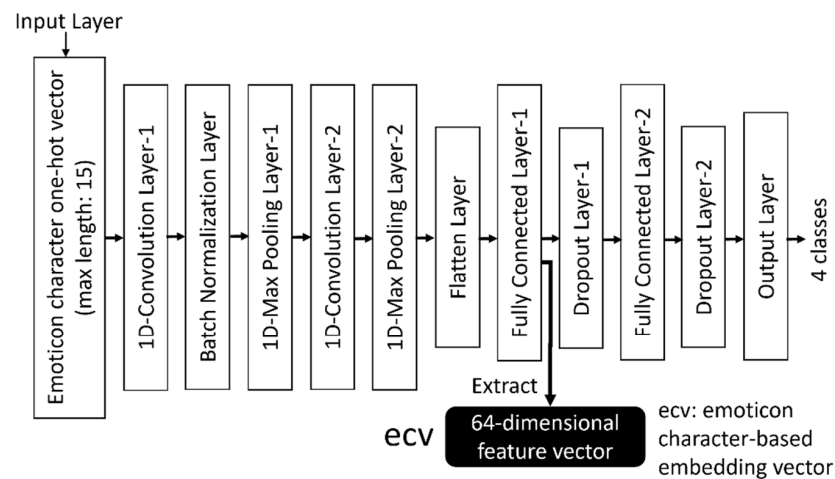 Input Layer
Emoticon character one-hot vector
(max length: 15)
1D-Convolution Layer-1
Batch Normalization Layer
1D-Max Pooling Layer-1
1D-Convolution Layer-2
1D-Max Pooling Layer-2
Flatten Layer
Fully Connected Layer-1
Dropout Layer-1
Fully Connected Layer-2
Dropout Layer-2
Output Layer
4 classes
Extract
ecv
64-dimensional
feature vector
ecv: emoticon
character-based
embedding vector